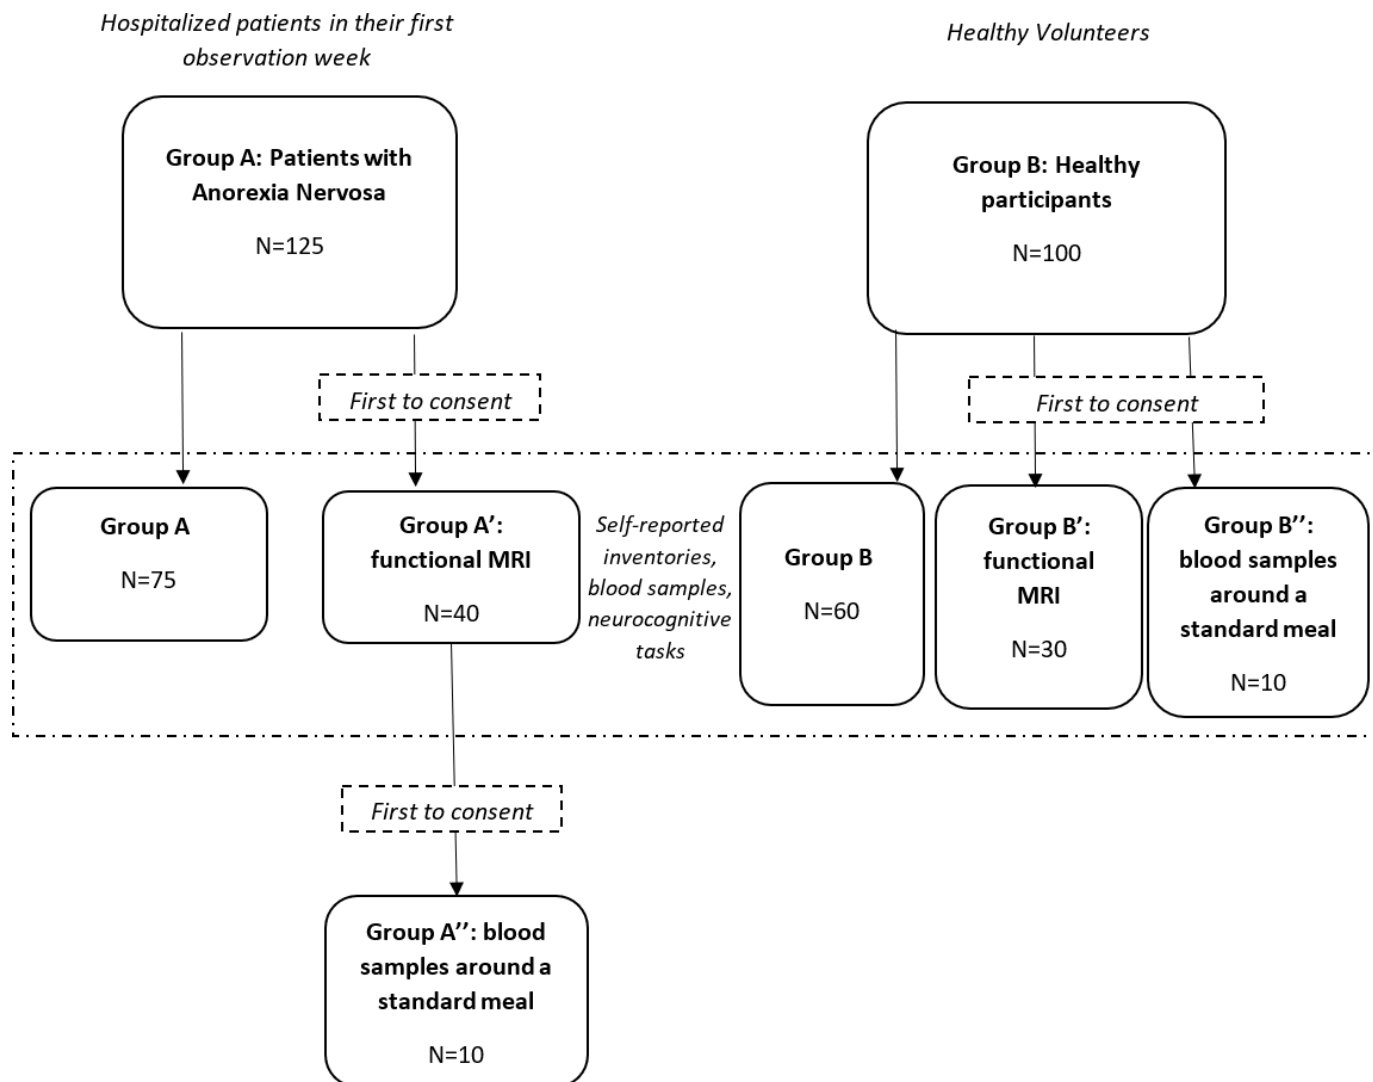 Hospitalized patients in their first
observation week
Healthy Volunteers
Group A: Patients with
Anorexia Nervosa
N=125
Group B: Healthy
participants
N=100
First to consent
First to consent
Group A
N=75
Group A’:
functional MRI
N=40
Self-reported
inventories,
blood samples,
neurocognitive
tasks
Group B
N=60
Group B’:
functional
MRI
N=30
Group B’’:
blood samples
around a
standard meal
N=10
First to consent
Group A’’: blood
samples around a
standard meal
N=10